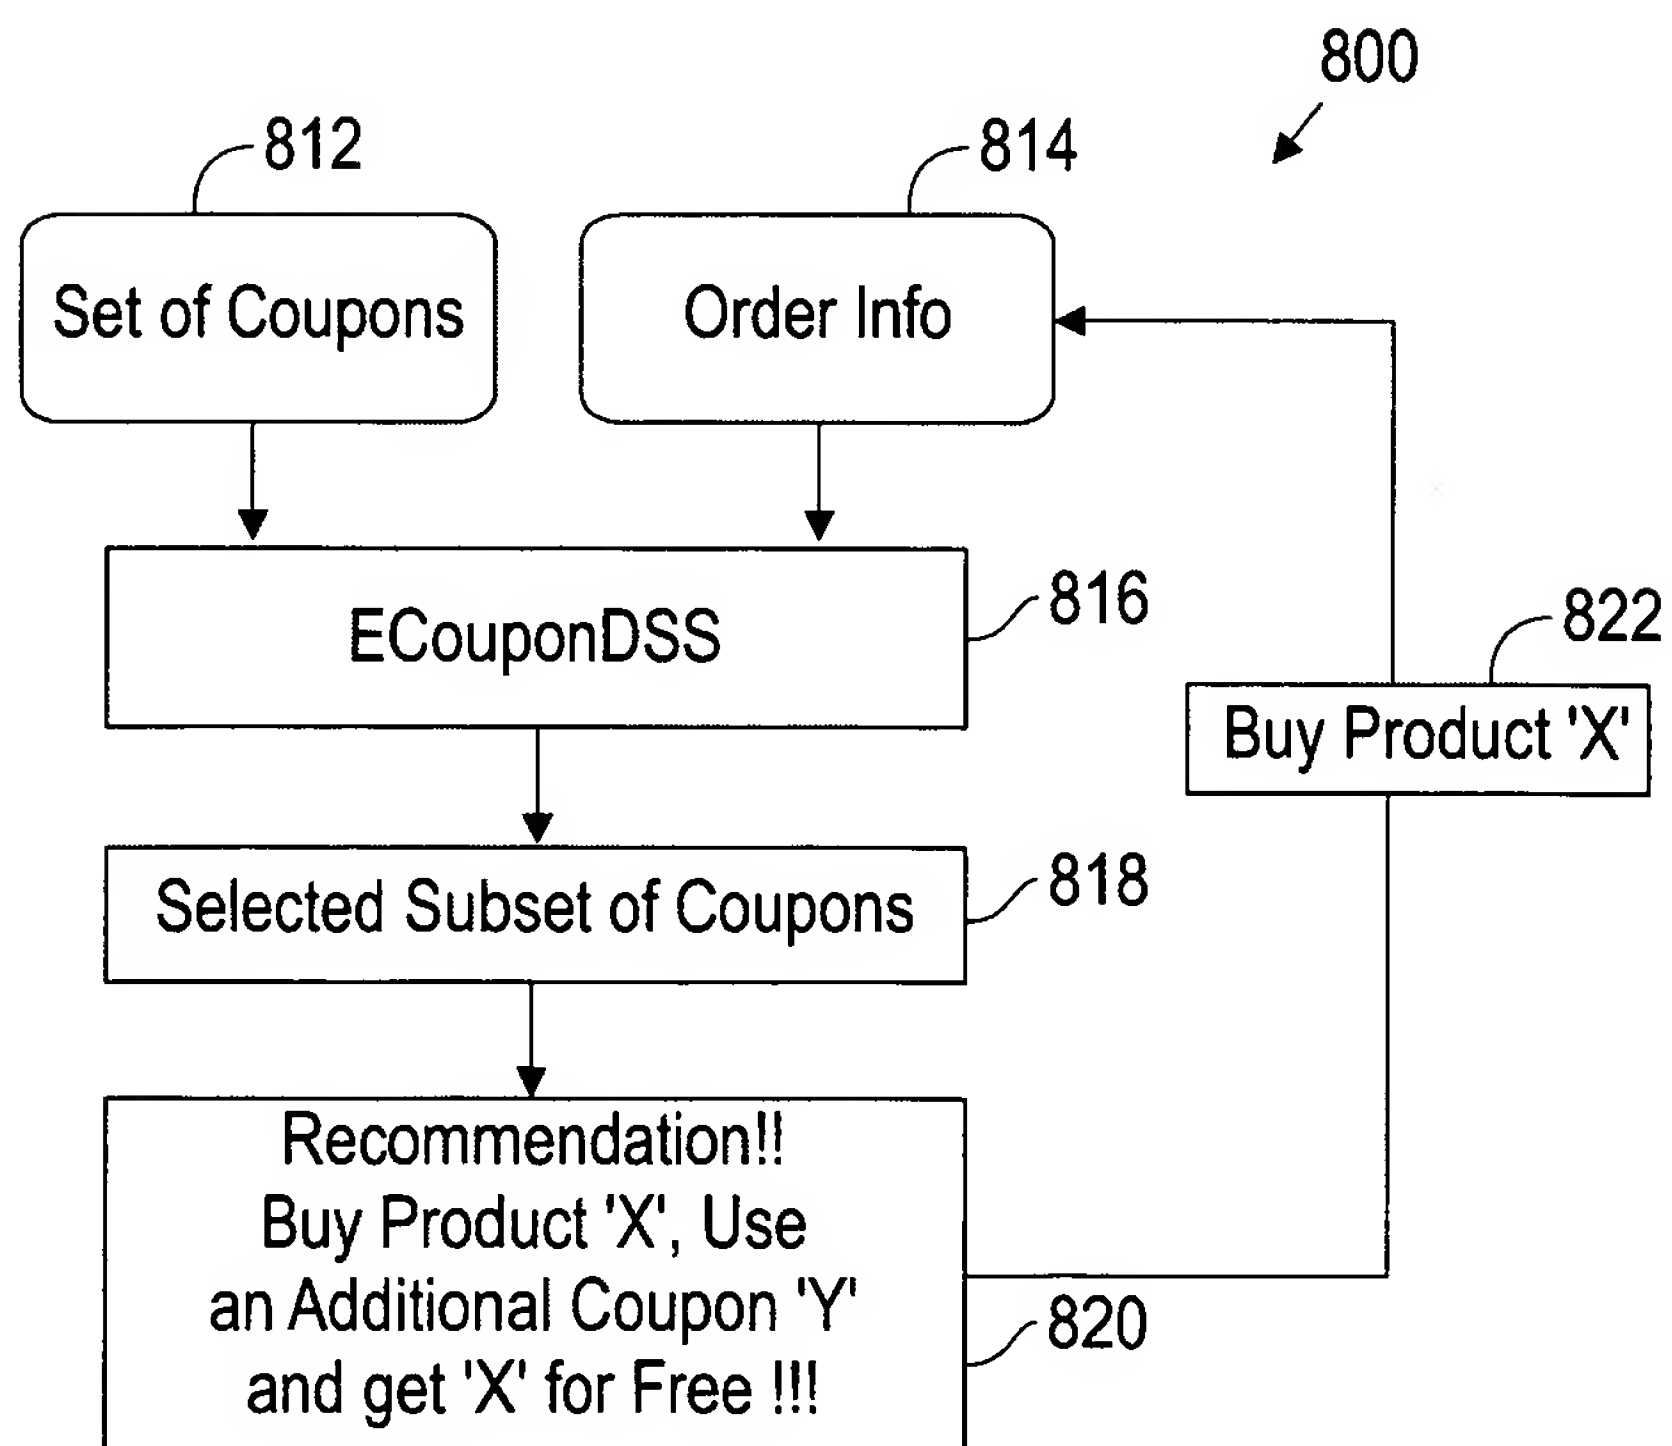 800
812
814
Set of Coupons
Order Info
ECouponDSS
816
822
Buy Product 'X'
Selected Subset of Coupons
818
Recommendation!!
Buy Product 'X', Use
an Additional Coupon 'Y'
and get 'X' for Free !!!
820